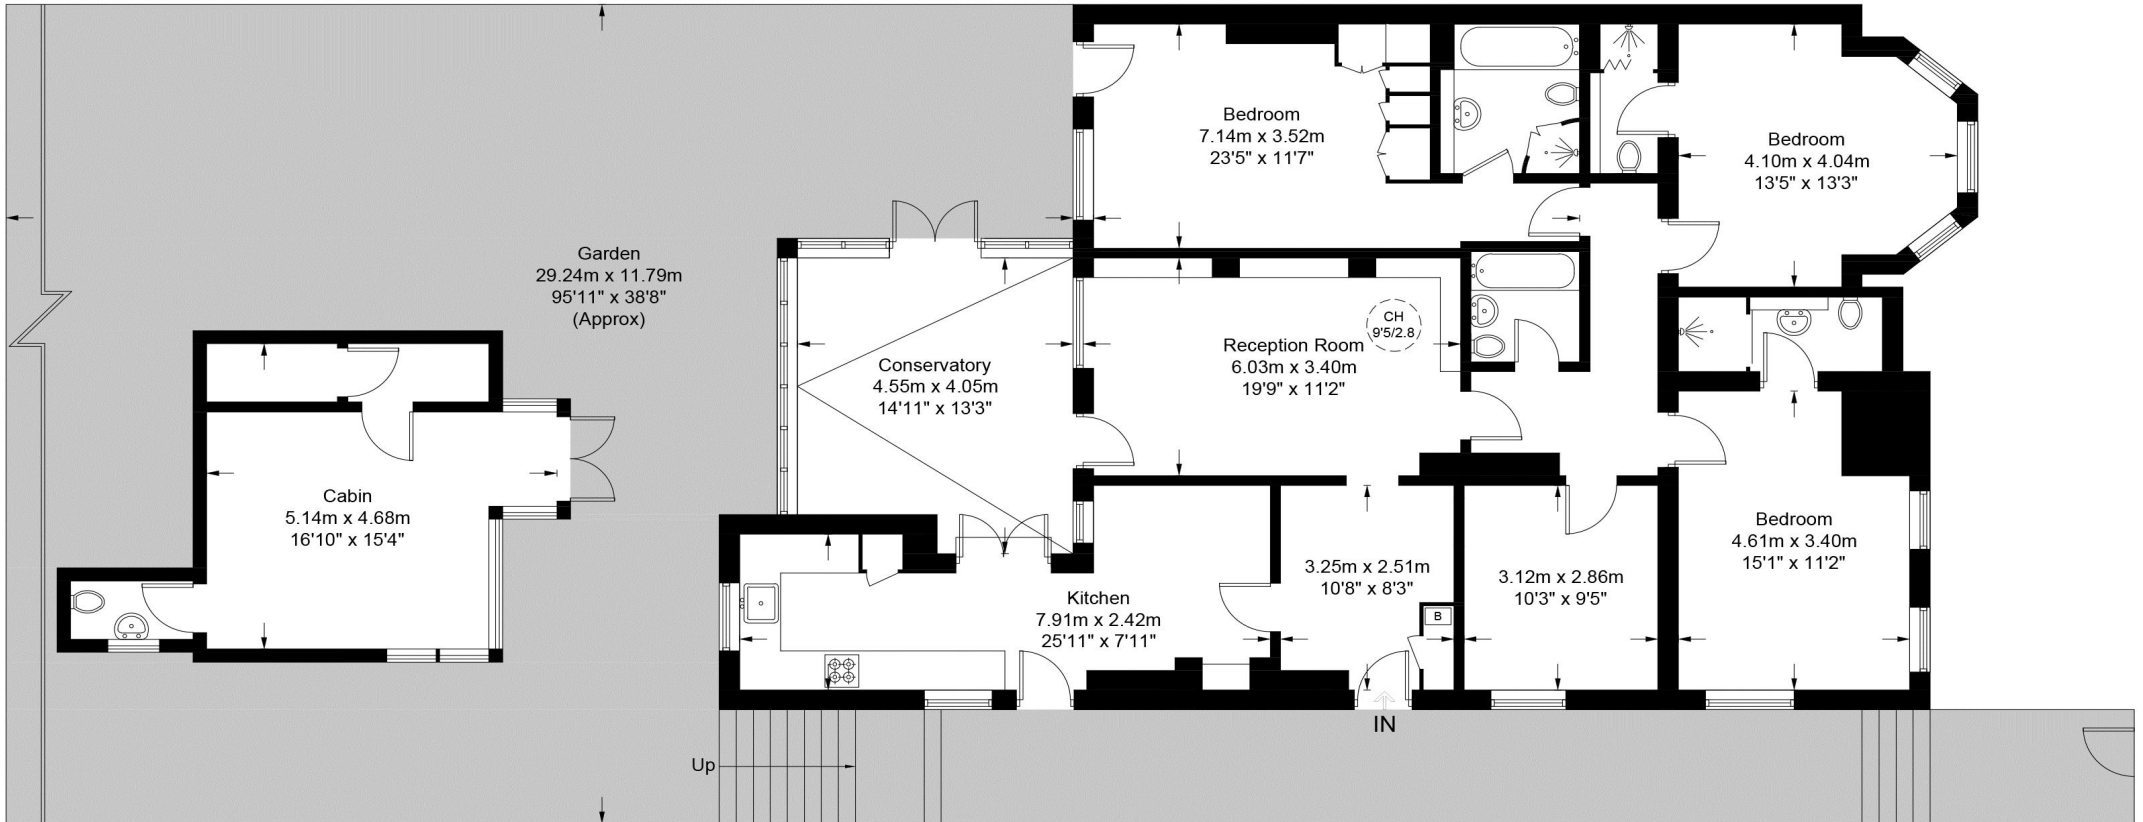 Bedroom
7.14m x 3.52m
23'5" x 11'7"
Bedroom
4.10m x 4.04m
13'5" x 13'3"
Garden
29.24m x 11.79m
95'11" x 38'8"
(Approx)
CH
9'5/2.8
Reception Room
6.03m x 3.40m
19'9" x 11'2"
Conservatory
4.55m x 4.05m
14'11" x 13'3"
Cabin
5.14m x 4.68m
16'10" x 15'4"
Bedroom
4.61m x 3.40m
15'1" x 11'2"
3.25m x 2.51m
10'8" x 8'3"
3.12m x 2.86m
10'3" x 9'5"
Kitchen
7.91m x 2.42m
25'11" x 7'11"
B
IN
Up